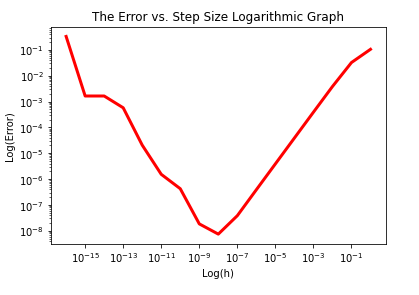 The Error vs. Step Size Logarithmic Graph
Log(Error)
10⁻¹
10⁻²
10⁻³
10⁻⁴
10⁻⁵
10⁻⁶
10⁻⁷
10⁻⁸
10⁻¹⁵ 10⁻¹³ 10⁻¹¹ 10⁻⁹ 10⁻⁷ 10⁻⁵ 10⁻³ 10⁻¹
Log(h)